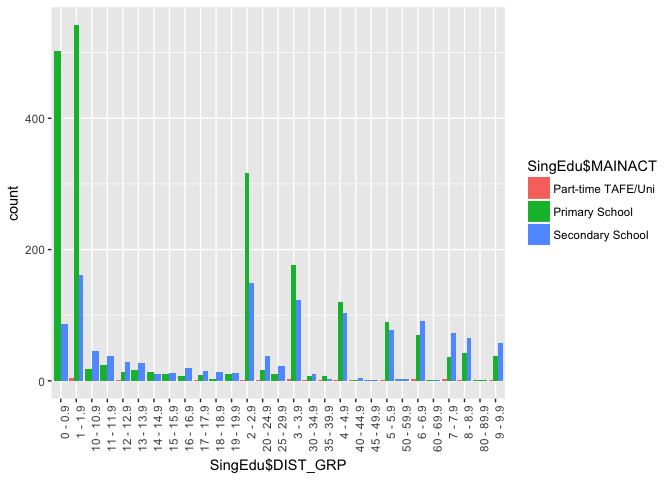 400
200
0
count
0 - 0.9
1 - 1.9
10 - 10.9
11 - 11.9
12 - 12.9
13 - 13.9
14 - 14.9
15 - 15.9
16 - 16.9
17 - 17.9
18 - 18.9
19 - 19.9
2 - 2.9
20 - 24.9
25 - 29.9
3 - 3.9
30 - 34.9
35 - 39.9
4 - 4.9
40 - 44.9
45 - 49.9
5 - 5.9
50 - 59.9
6 - 6.9
60 - 69.9
7 - 7.9
8 - 8.9
80 - 89.9
9 - 9.9
SingEdu$DIST_GRP
SingEdu$MAINACT
Part-time TAFE/Uni
Primary School
Secondary School